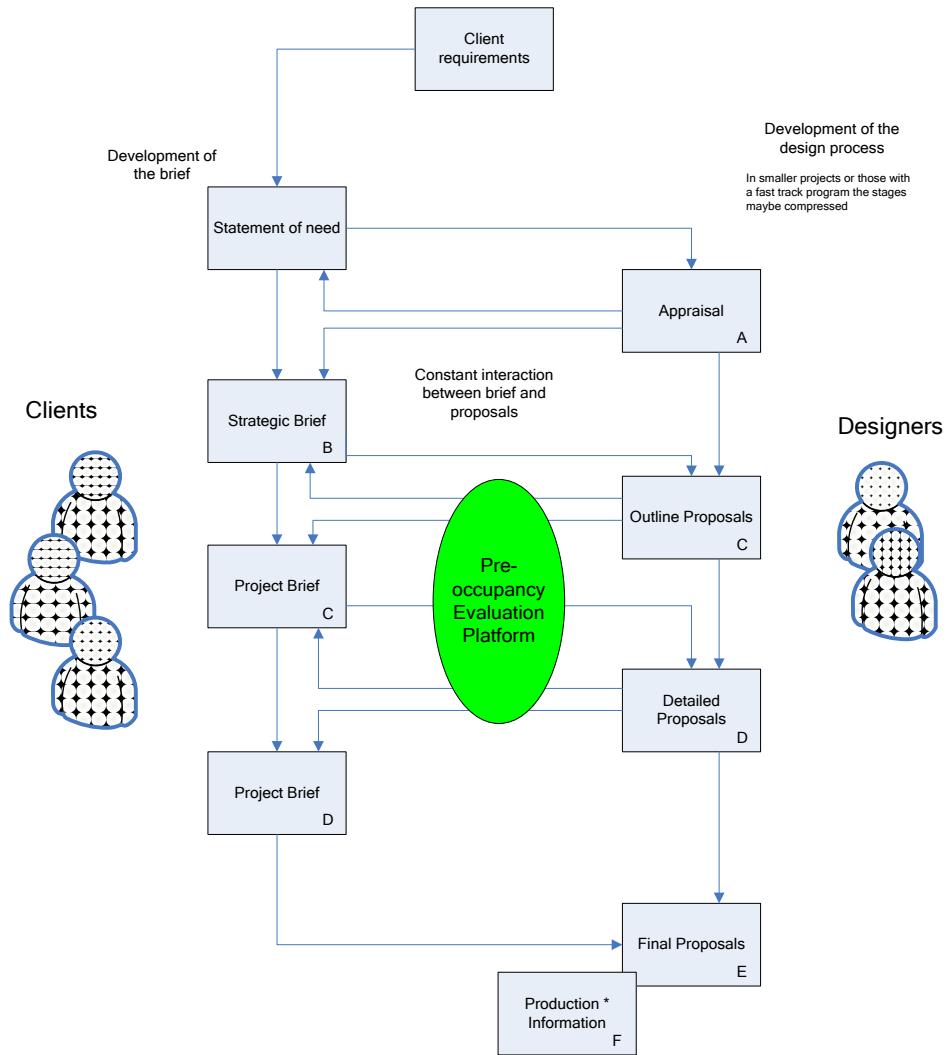 Client
requirements
Development of the
design process
In smaller projects or those with
a fast track program the stages
maybe compressed
Development of
the brief
Statement of need
Appraisal
A
Constant interaction
between brief and
proposals
Clients
Strategic Brief
B
Designers
Outline Proposals
C
Pre-
occupancy
Evaluation
Platform
Project Brief
C
Detailed
Proposals
D
Project Brief
D
Final Proposals
E
Production *
Information
F